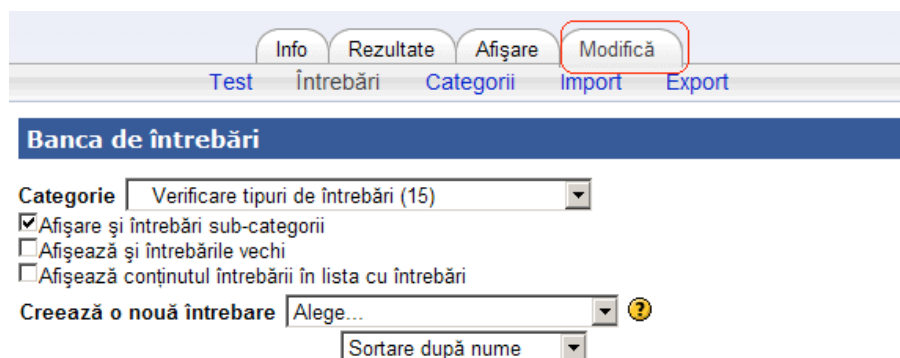 Info Rezultate Afişare Modifică
Test Întrebări Categorii Import Export
Banca de întrebări
Categorie Verificare tipuri de întrebări (15)
Afişare şi întrebări sub-categorii
Afişează şi întrebările vechi
Afişează conținutul întrebării în lista cu întrebări
Creează o nouă întrebare Alege... ?
Sortare după nume